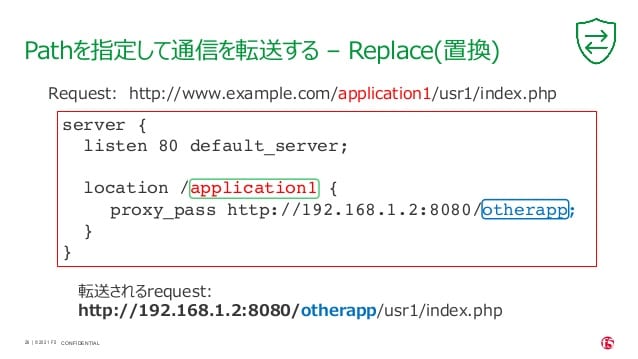 Pathを指定して通信を転送する – Replace(置換)
Request: http://www.example.com/application1/usr1/index.php
server {
listen 80 default_server;
location /application1 {
proxy_pass http://192.168.1.2:8080/otherapp;
}
}
転送されるrequest:
http://192.168.1.2:8080/otherapp/usr1/index.php
| ©2021 F5 CONFIDENTIAL
f5